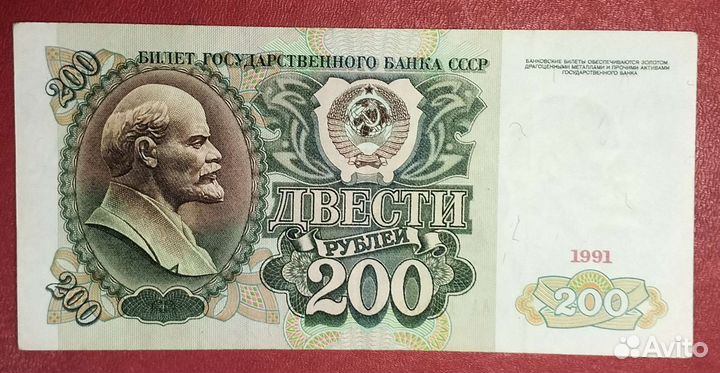 200
БИЛЕТ ГОСУДАРСТВЕННОГО БАНКА СССР
БАНКОВСКИЕ БИЛЕТЫ ОБЕСПЕЧИВАЮТСЯ ЗОЛОТОМ,
ДРАГОЦЕННЫМИ МЕТАЛЛАМИ И ПРОЧИМИ АКТИВАМИ
ГОСУДАРСТВЕННОГО БАНКА
ДВЕСТИ
РУБЛЕЙ
200
200
1991
200
Avito